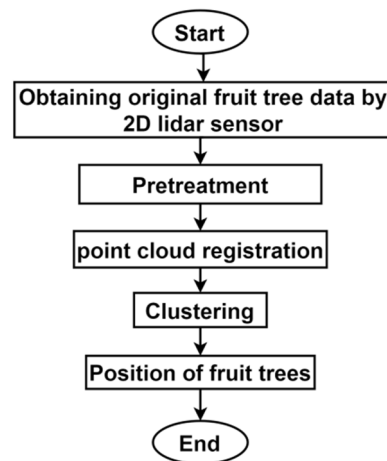 Start
Obtaining original fruit tree data by
2D lidar sensor
Pretreatment
point cloud registration
Clustering
Position of fruit trees
End